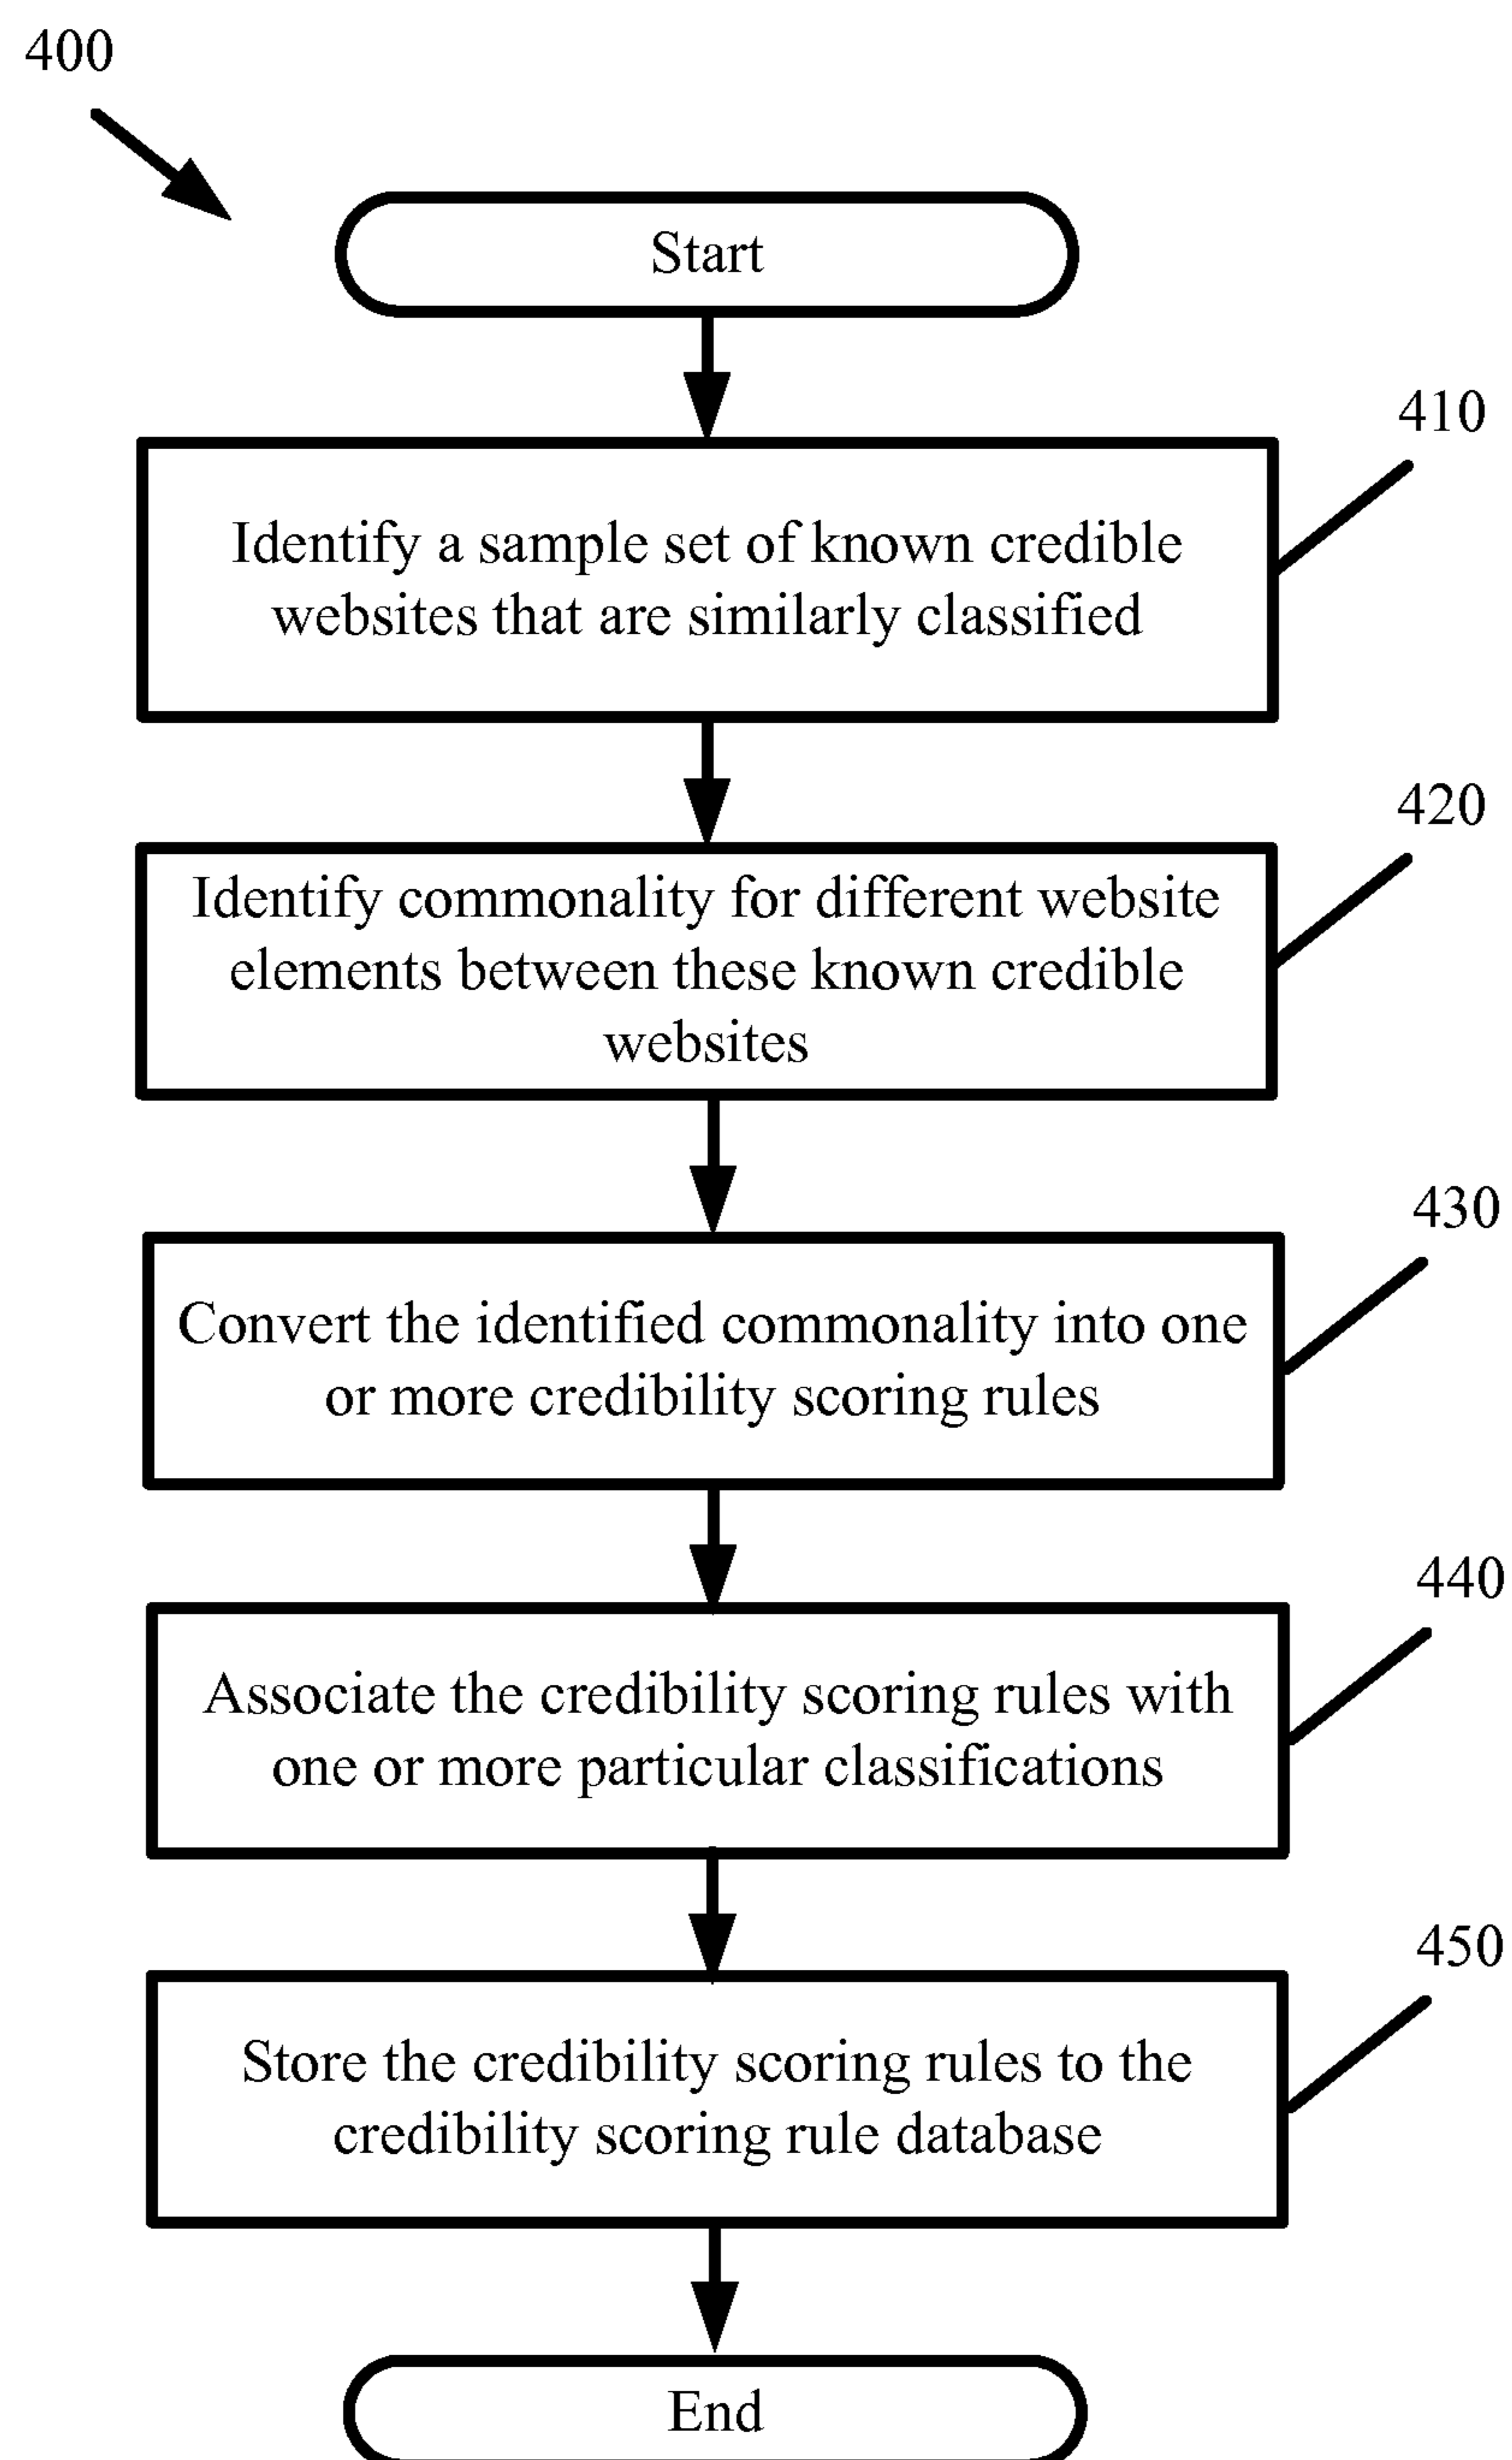 400
Start
410
Identify a sample set of known credible
websites that are similarly classified
420
Identify commonality for different website
elements between these known credible
websites
430
Convert the identified commonality into one
or more credibility scoring rules
440
Associate the credibility scoring rules with
one or more particular classifications
450
Store the credibility scoring rules to the
credibility scoring rule database
End